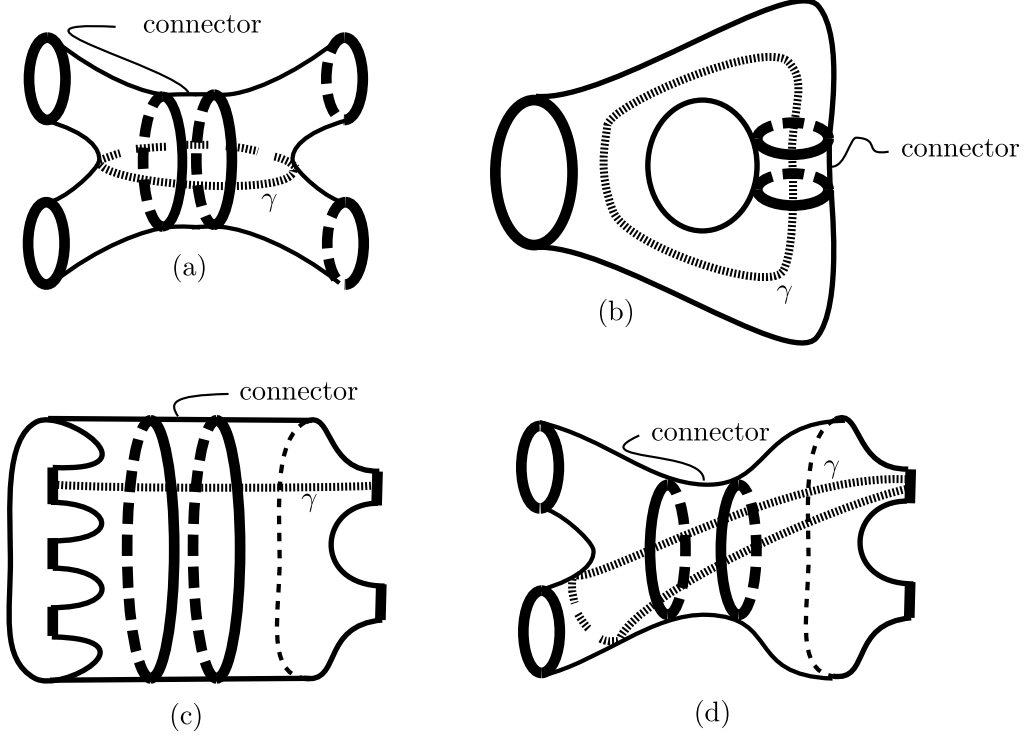 connector
γ
(a)
connector
γ
(b)
connector
γ
(c)
connector
γ
(d)